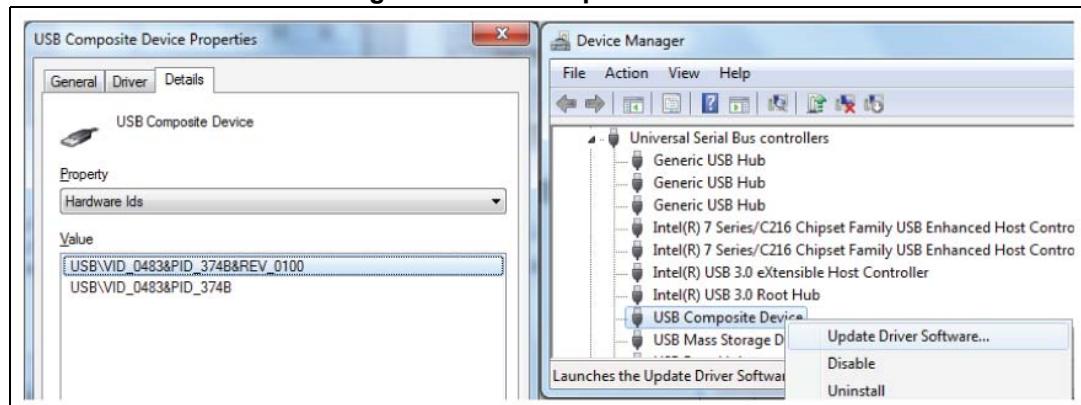 USB Composite Device Properties
General Driver Details
USB Composite Device
Property
Hardware Ids
Value
USB\VID_0483&PID_374B&REV_0100
USB\VID_0483&PID_374B
Device Manager
File Action View Help
Universal Serial Bus controllers
Generic USB Hub
Generic USB Hub
Generic USB Hub
Intel(R) 7 Series/C216 Chipset Family USB Enhanced Host Contro
Intel(R) 7 Series/C216 Chipset Family USB Enhanced Host Contro
Intel(R) USB 3.0 eXtensible Host Controller
Intel(R) USB 3.0 Root Hub
USB Composite Device
USB Mass Storage D
Launches the Update Driver Softwar
Update Driver Software...
Disable
Uninstall